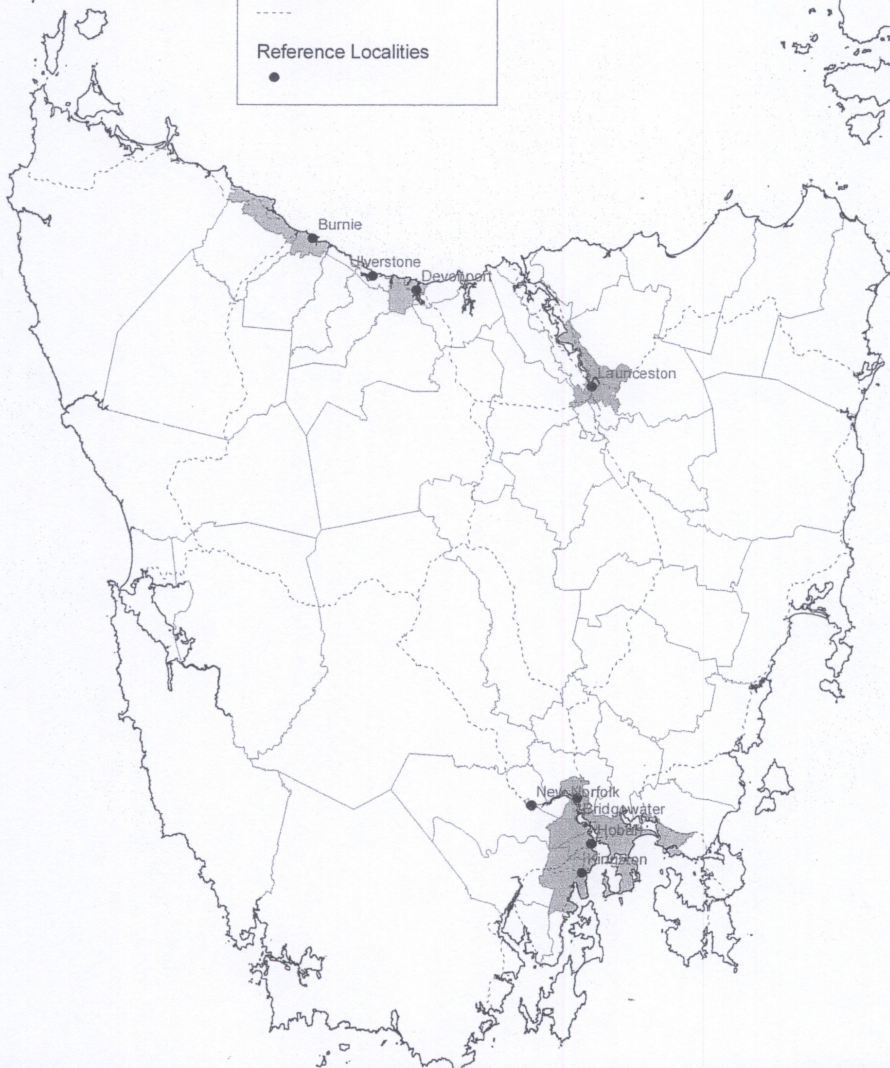 Reference Localities
Burnie
Ulverstone
Devonport
Launceston
New Norfolk
Bridgewater
Hobart
Kingston